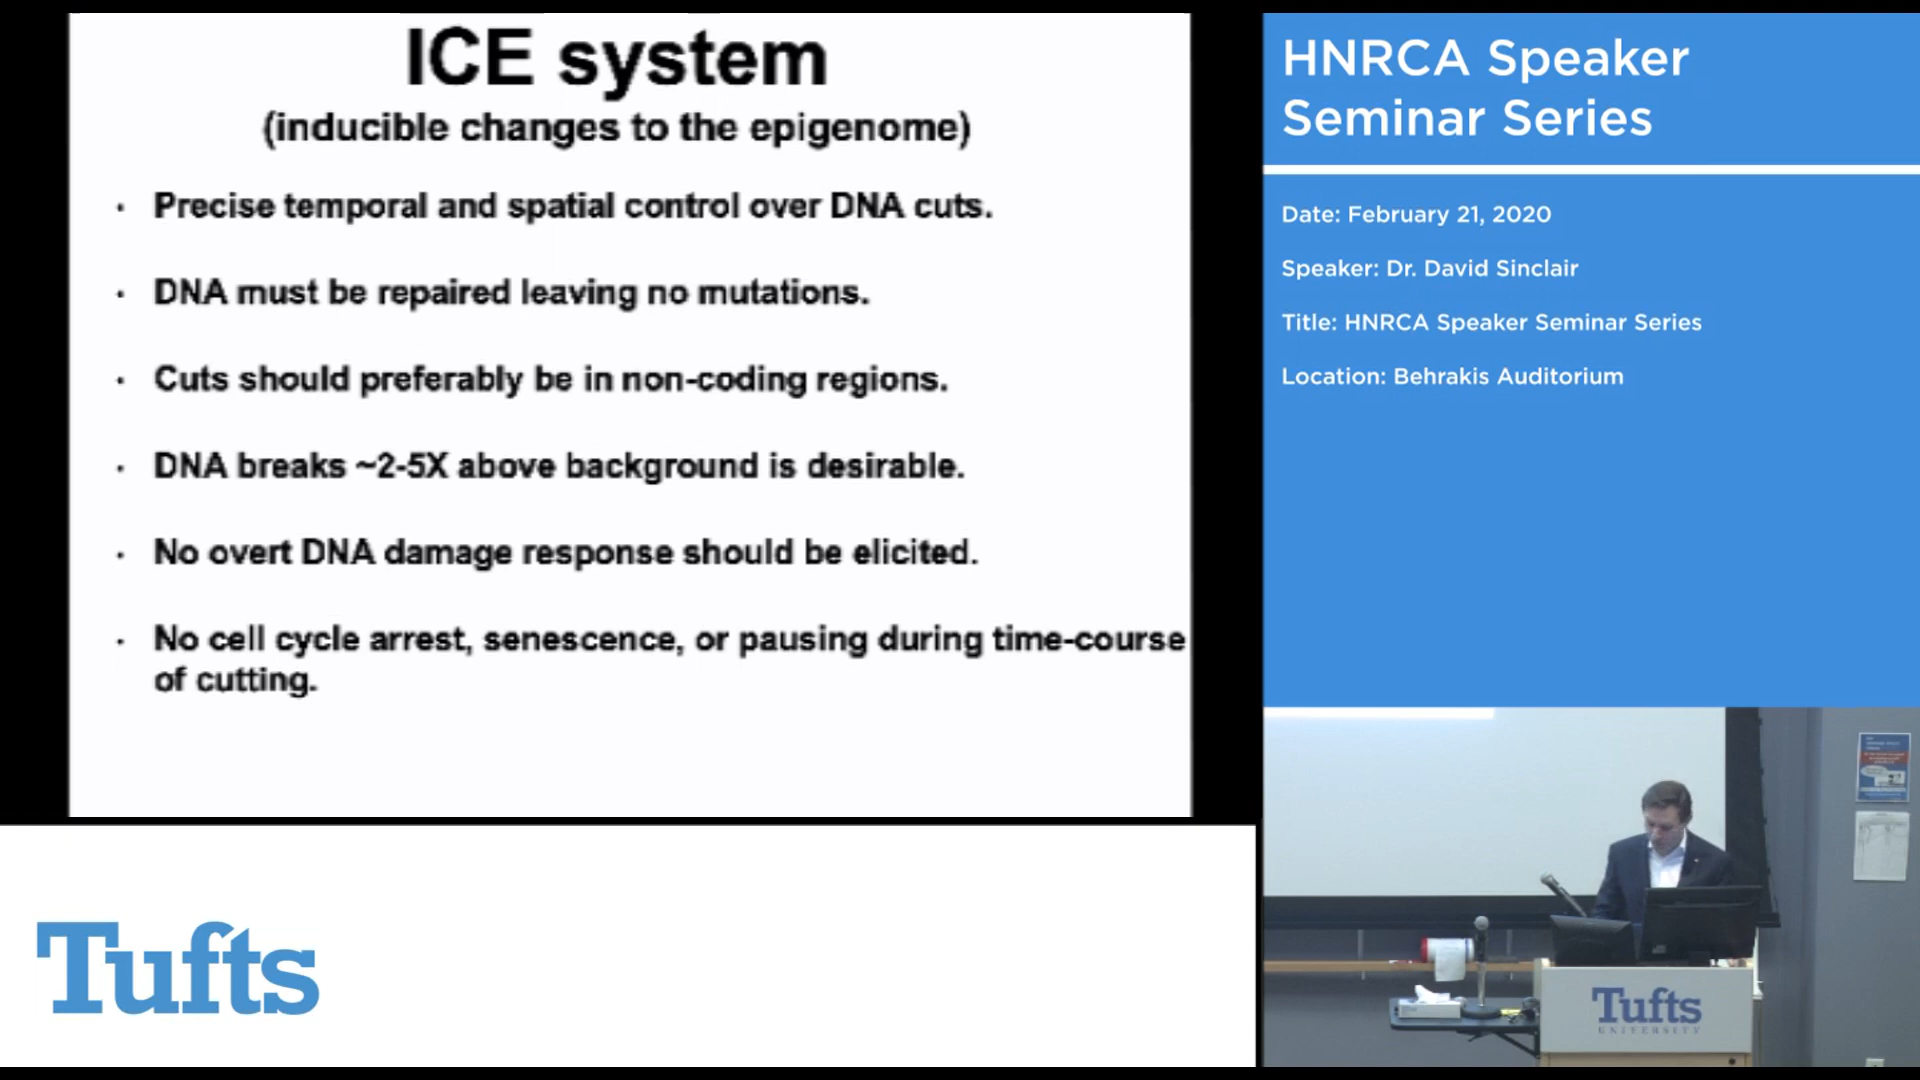 ICE system
(inducible changes to the epigenome)
· Precise temporal and spatial control over DNA cuts.
· DNA must be repaired leaving no mutations.
· Cuts should preferably be in non-coding regions.
· DNA breaks ~2-5X above background is desirable.
· No overt DNA damage response should be elicited.
· No cell cycle arrest, senescence, or pausing during time-course
of cutting.
HNRCA Speaker
Seminar Series
Date: February 21, 2020
Speaker: Dr. David Sinclair
Title: HNRCA Speaker Seminar Series
Location: Behrakis Auditorium
Tufts
Tufts
UNIVERSITY